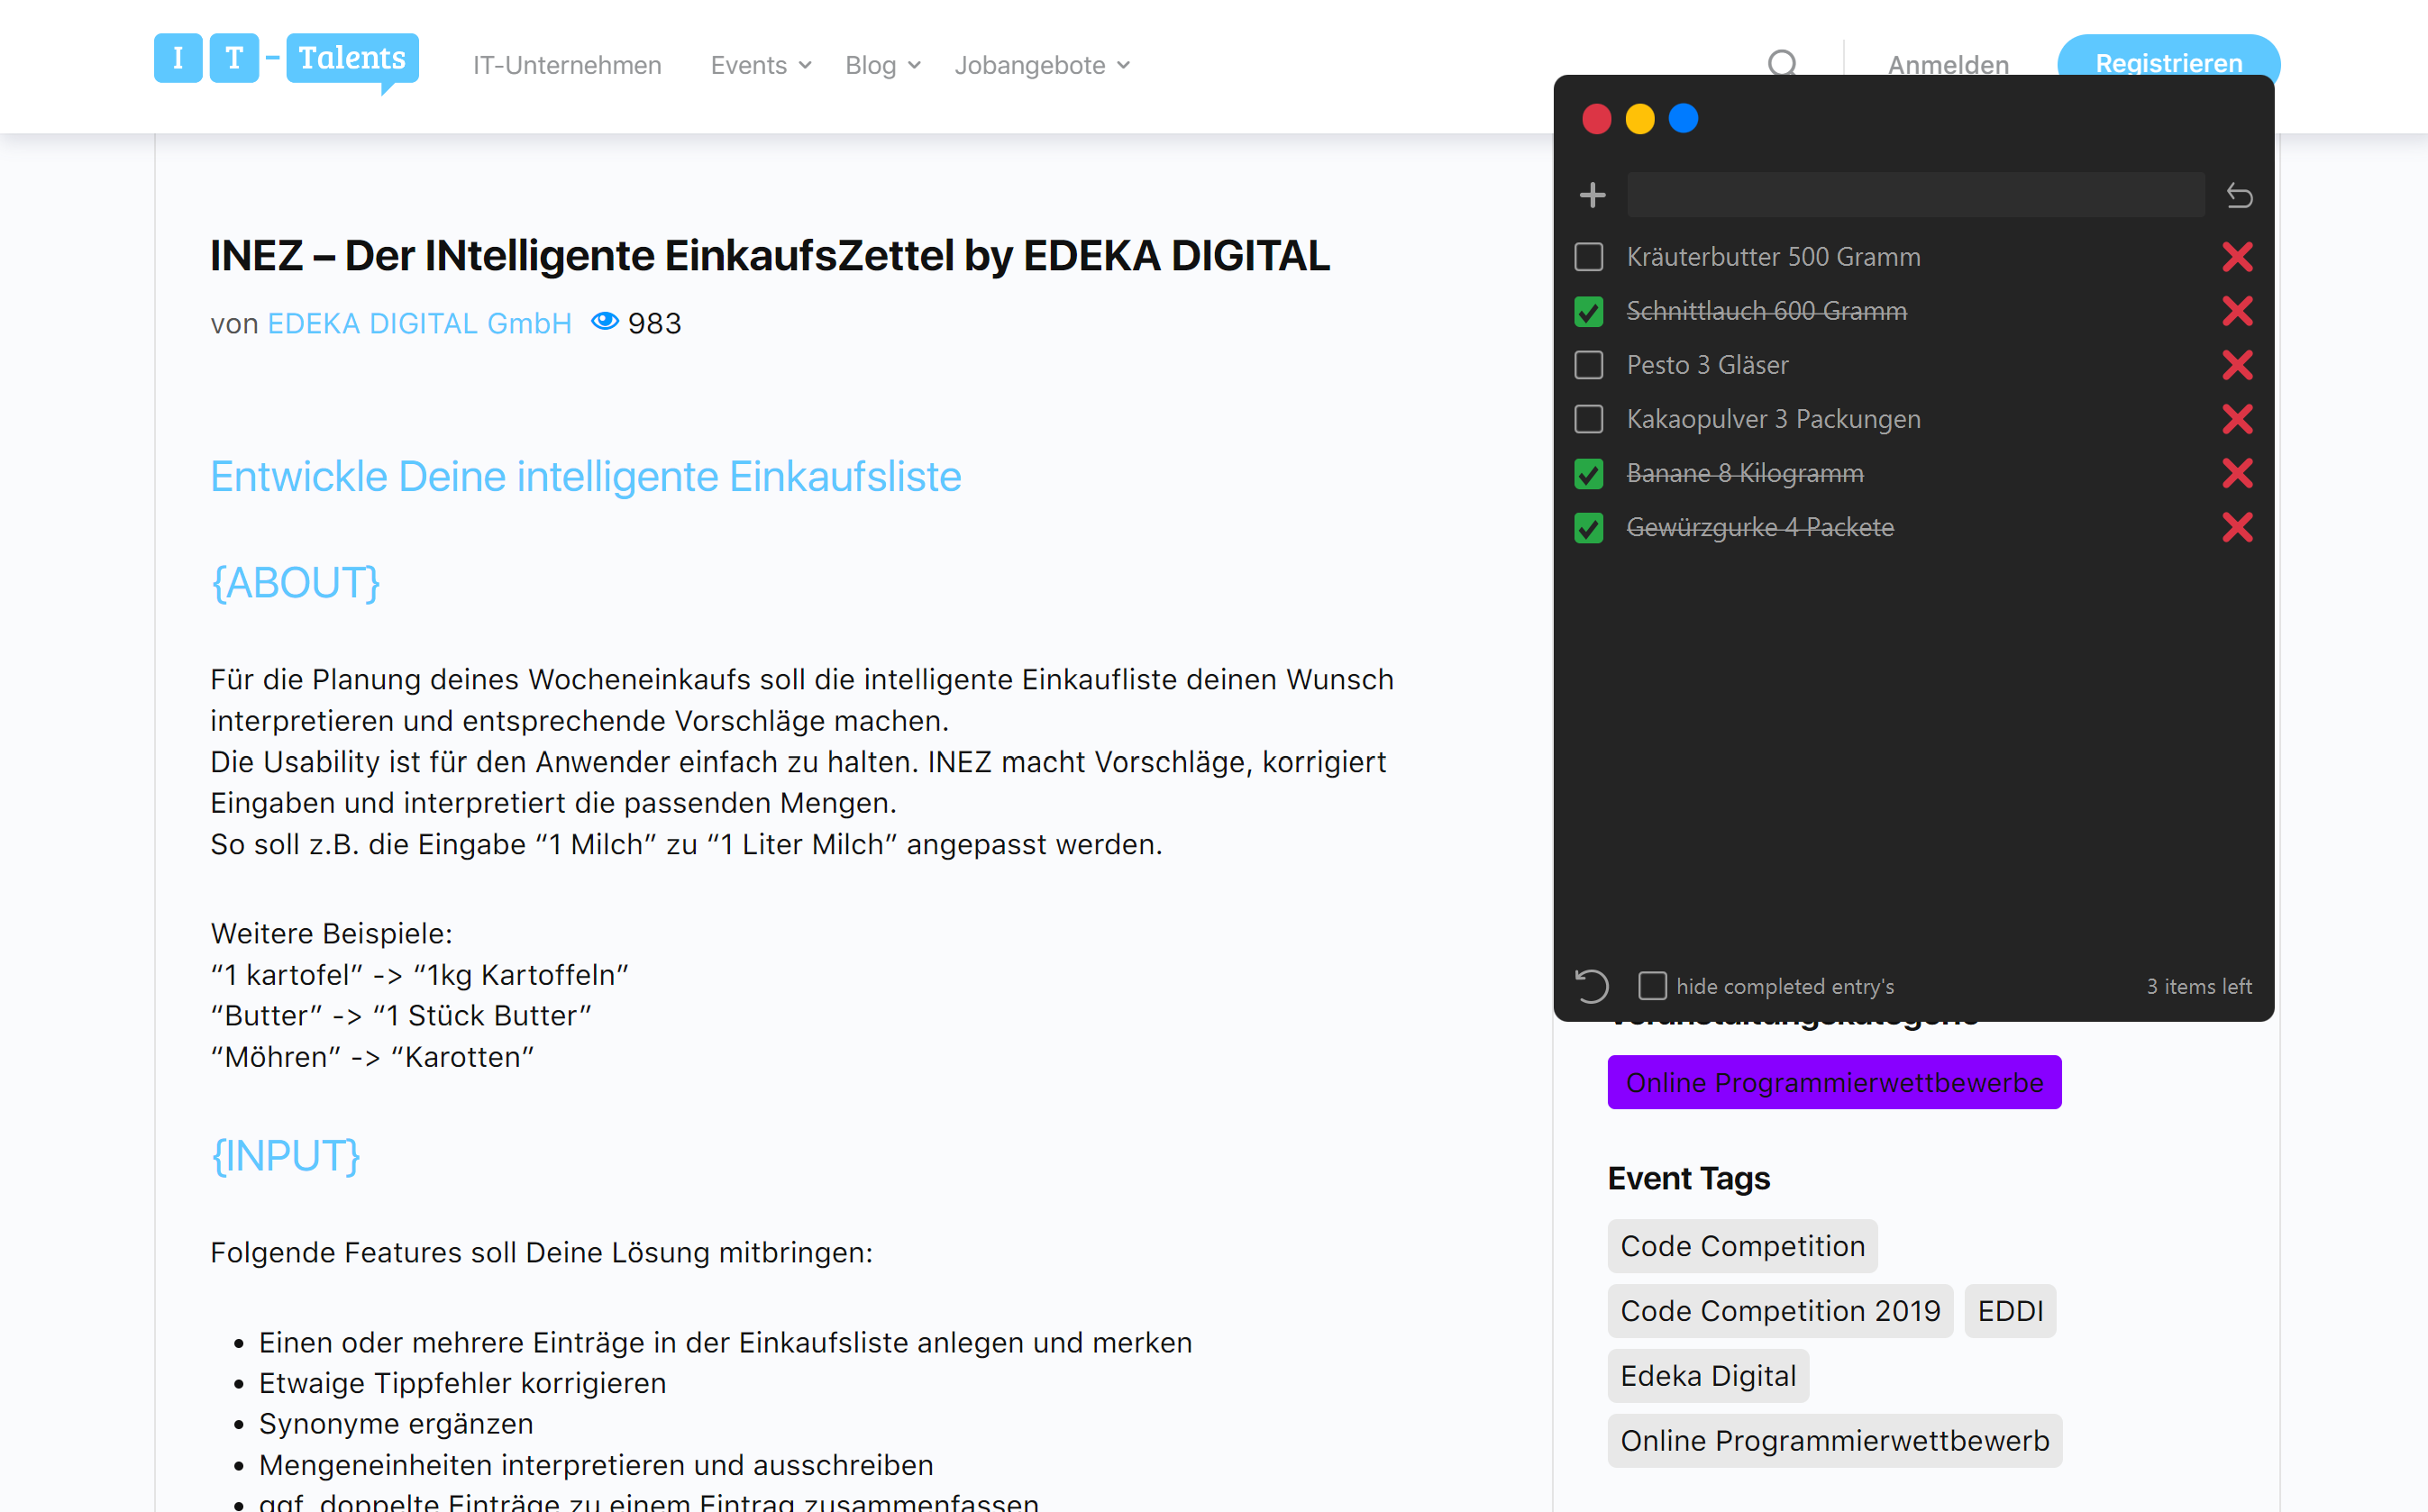 I T - Talents
IT-Unternehmen Events Blog Jobangebote Anmelden Registrieren
INEZ – Der INtelligente EinkaufsZettel by EDEKA DIGITAL
von EDEKA DIGITAL GmbH 983
Entwickle Deine intelligente Einkaufsliste
{ABOUT}
Für die Planung deines Wocheneinkaufs soll die intelligente Einkaufliste deinen Wunsch
interpretieren und entsprechende Vorschläge machen.
Die Usability ist für den Anwender einfach zu halten. INEZ macht Vorschläge, korrigiert
Eingaben und interpretiert die passenden Mengen.
So soll z.B. die Eingabe “1 Milch” zu “1 Liter Milch” angepasst werden.
Weitere Beispiele:
“1 kartofel” -> “1kg Kartoffeln”
“Butter” -> “1 Stück Butter”
“Möhren” -> “Karotten”
{INPUT}
Folgende Features soll Deine Lösung mitbringen:
• Einen oder mehrere Einträge in der Einkaufsliste anlegen und merken
• Etwaige Tippfehler korrigieren
• Synonyme ergänzen
• Mengeneinheiten interpretieren und ausschreiben
• ggf. doppelte Einträge zu einem Eintrag zusammenfassen
Kräuterbutter 500 Gramm
Schnittlauch 600 Gramm
Pesto 3 Gläser
Kakaopulver 3 Packungen
Banane 8 Kilogramm
Gewürzgurke 4 Packete
hide completed entry's 3 items left
Online Programmierwettbewerbe
Event Tags
Code Competition
Code Competition 2019 EDDI
Edeka Digital
Online Programmierwettbewerb